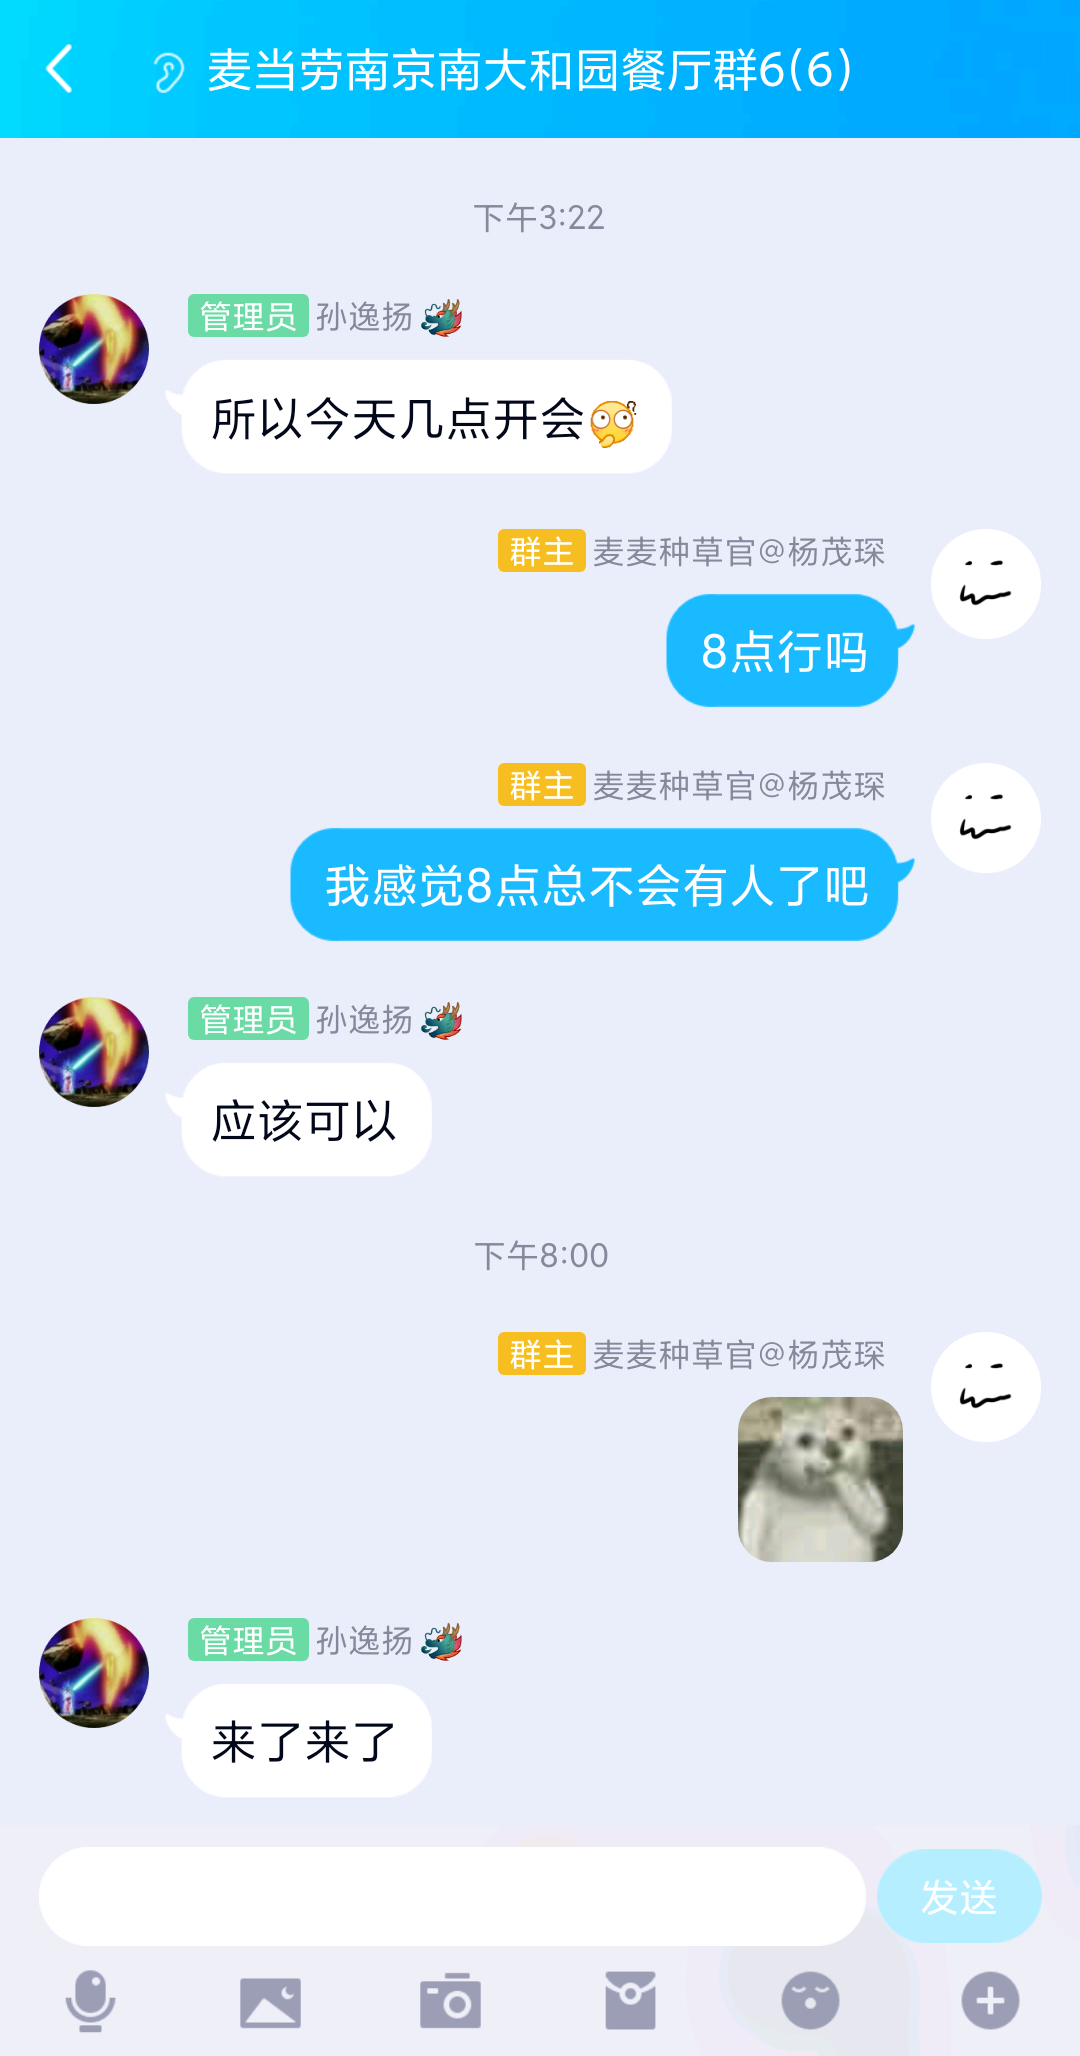 麦当劳南京南大和园餐厅群6(6)
下午3:22
管理员 孙逸扬🐉
所以今天几点开会
群主 麦麦种草官@杨茂琛
8点行吗
群主 麦麦种草官@杨茂琛
我感觉8点总不会有人了吧
管理员 孙逸扬🐉
应该可以
下午8:00
群主 麦麦种草官@杨茂琛
管理员 孙逸扬🐉
来了来了
发送